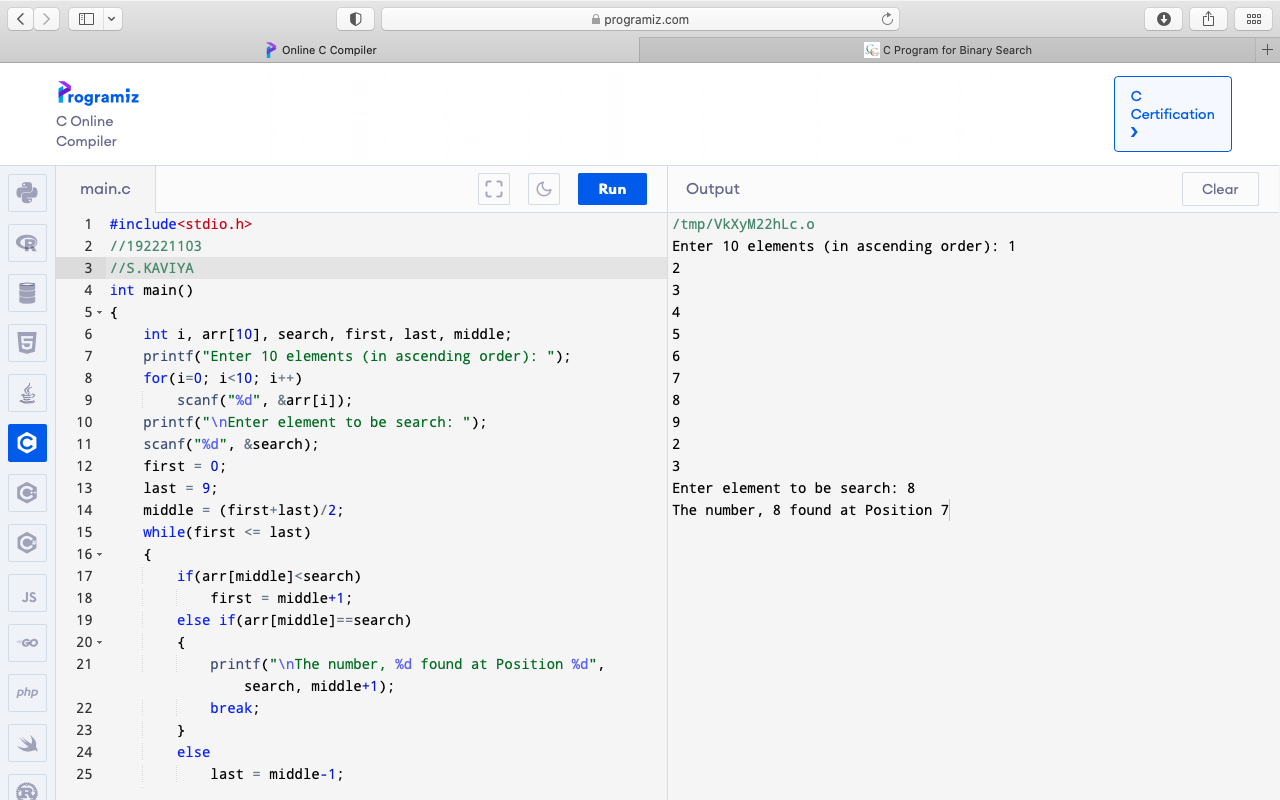 programiz.com
Online C Compiler
C Program for Binary Search
Programiz
C Online
Compiler
C
Certification
main.c
Run
Output
Clear
1 #include<stdio.h>
2 //192221103
3 //S.KAVIYA
4 int main()
5 {
6 int i, arr[10], search, first, last, middle;
7 printf("Enter 10 elements (in ascending order): ");
8 for(i=0; i<10; i++)
9 scanf("%d", &arr[i]);
10 printf("\nEnter element to be search: ");
11 scanf("%d", &search);
12 first = 0;
13 last = 9;
14 middle = (first+last)/2;
15 while(first <= last)
16 {
17 if(arr[middle]<search)
18 first = middle+1;
19 else if(arr[middle]==search)
20 {
21 printf("\nThe number, %d found at Position %d",
search, middle+1);
22 break;
23 }
24 else
25 last = middle-1;
/tmp/VkXyM22hLc.o
Enter 10 elements (in ascending order): 1
2
3
4
5
6
7
8
9
2
3
Enter element to be search: 8
The number, 8 found at Position 7
JS
GO
php